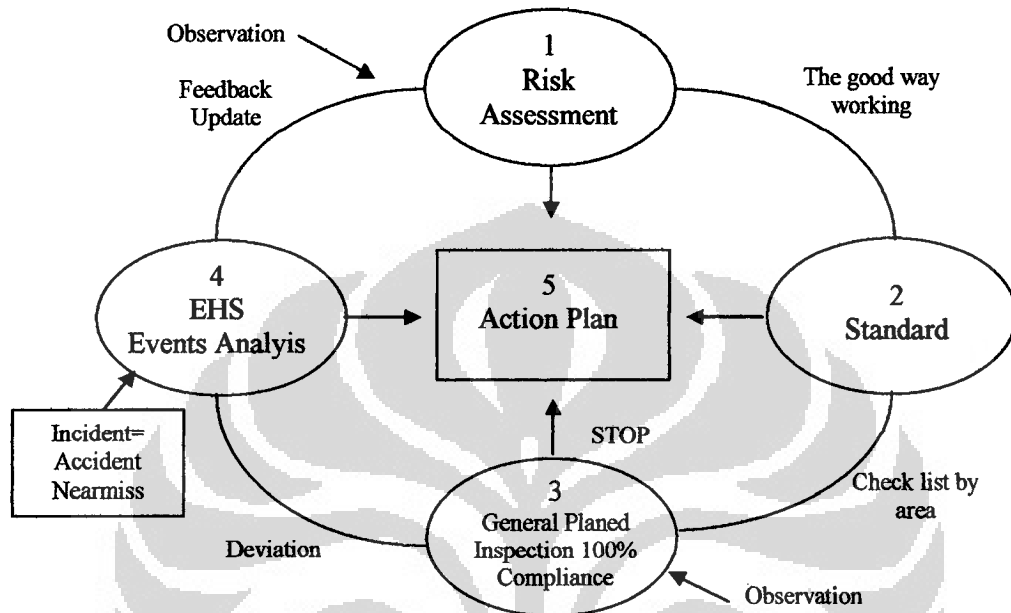 Observation
1
Risk
Assessment
Feedback
Update
The good way
working
4
EHS
Events Analyis
5
Action Plan
2
Standard
Incident=
Accident
Nearmiss
STOP
3
General Planed
Inspection 100%
Compliance
Check list by
area
Deviation
Observation